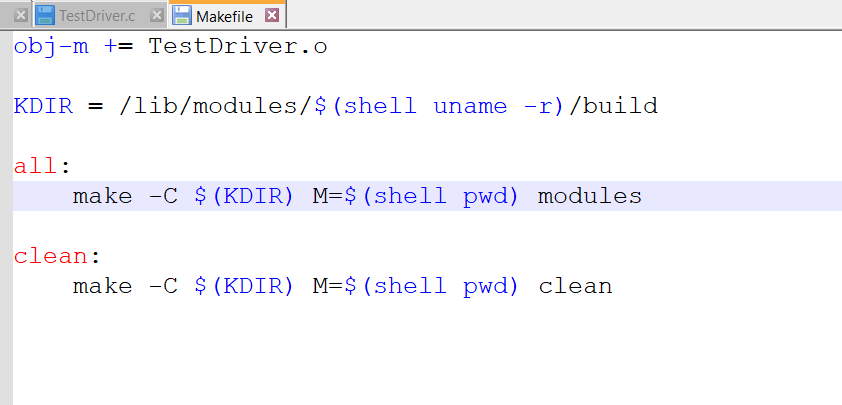 TestDriver.c Makefile
obj-m += TestDriver.o
KDIR = /lib/modules/$(shell uname -r)/build
all:
make -C $(KDIR) M=$(shell pwd) modules
clean:
make -C $(KDIR) M=$(shell pwd) clean